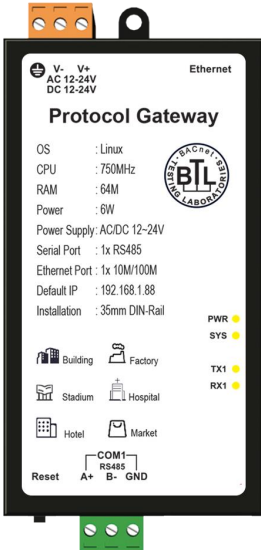 V- V+ Ethernet
AC 12-24V
DC 12-24V
Protocol Gateway
OS : Linux
CPU : 750MHz
RAM : 64M
Power : 6W
Power Supply: AC/DC 12~24V
Serial Port : 1x RS485
Ethernet Port : 1x 10M/100M
Default IP : 192.168.1.88
Installation : 35mm DIN-Rail
BACnet
BTL
TESTING LABORATORIES
PWR
SYS
TX1
RX1
Building Factory
Stadium Hospital
Hotel Market
COM1
RS485
Reset A+ B- GND